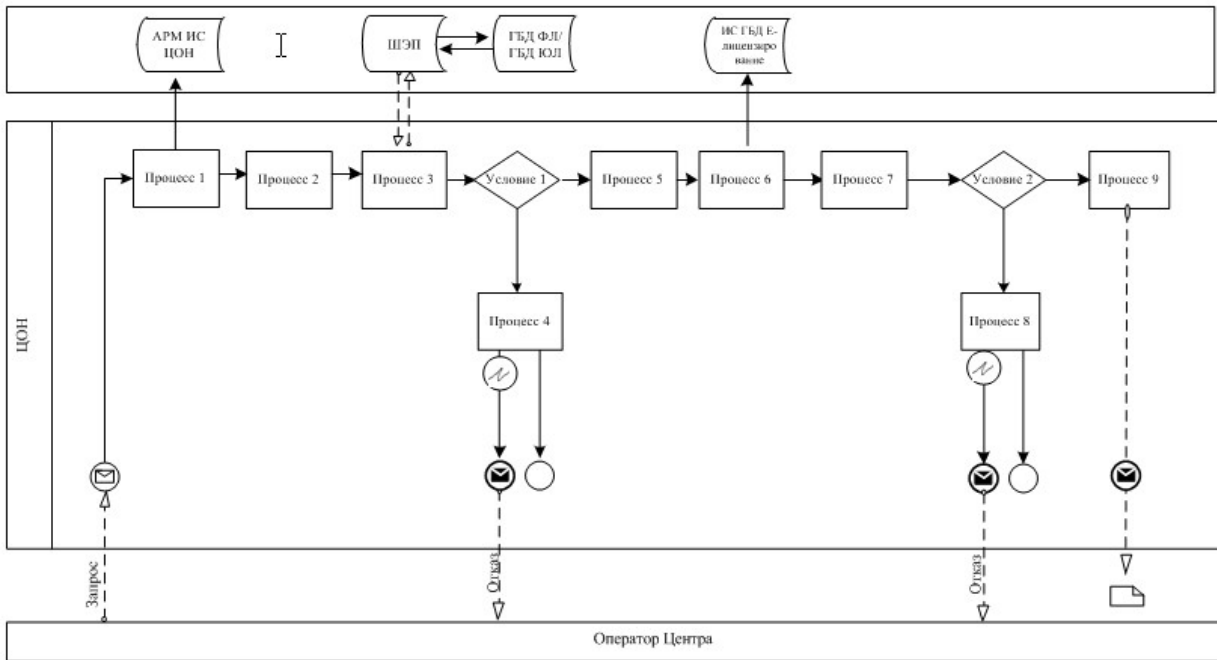 АРМ ИС
ЦОН
ШЭП
ГБД ФЛ/
ГБД ЮЛ
ИС ГБД Е-
лицензиро
вание
ЦОН
Процесс 1
Процесс 2
Процесс 3
Условие 1
Процесс 5
Процесс 6
Процесс 7
Условие 2
Процесс 9
Процесс 4
Процесс 8
Запрос
Отказ
Отказ
Оператор Центра